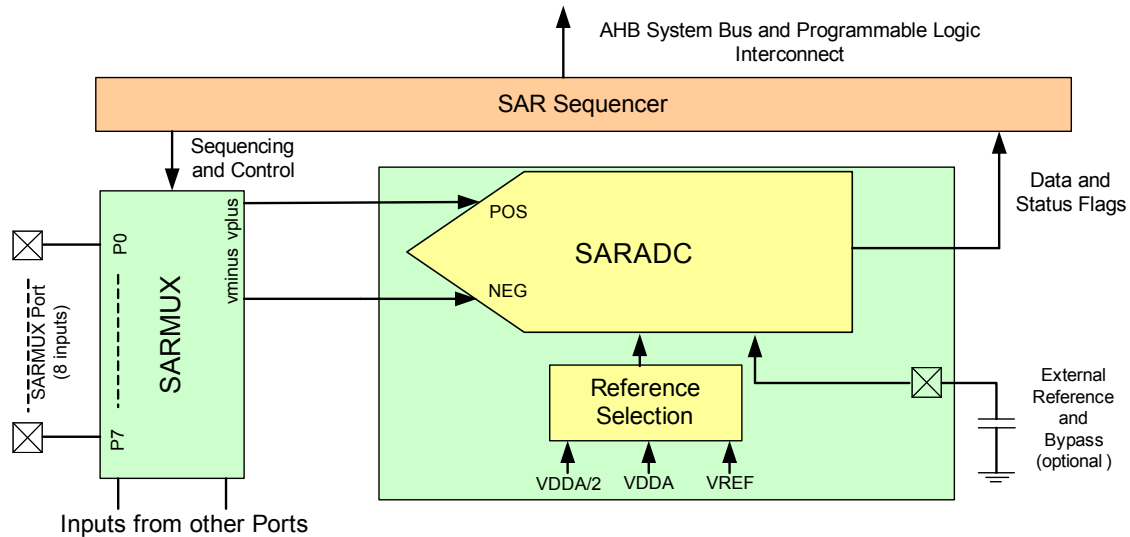 AHB System Bus and Programmable Logic
Interconnect
SAR Sequencer
Sequencing
and Control
Data and
Status Flags
vminus vplus
POS
NEG
SARADC
P0
P7
SARMUX
SARMUX Port
(8 inputs)
Reference
Selection
VDDA/2
VDDA
VREF
External
Reference
and
Bypass
(optional )
Inputs from other Ports